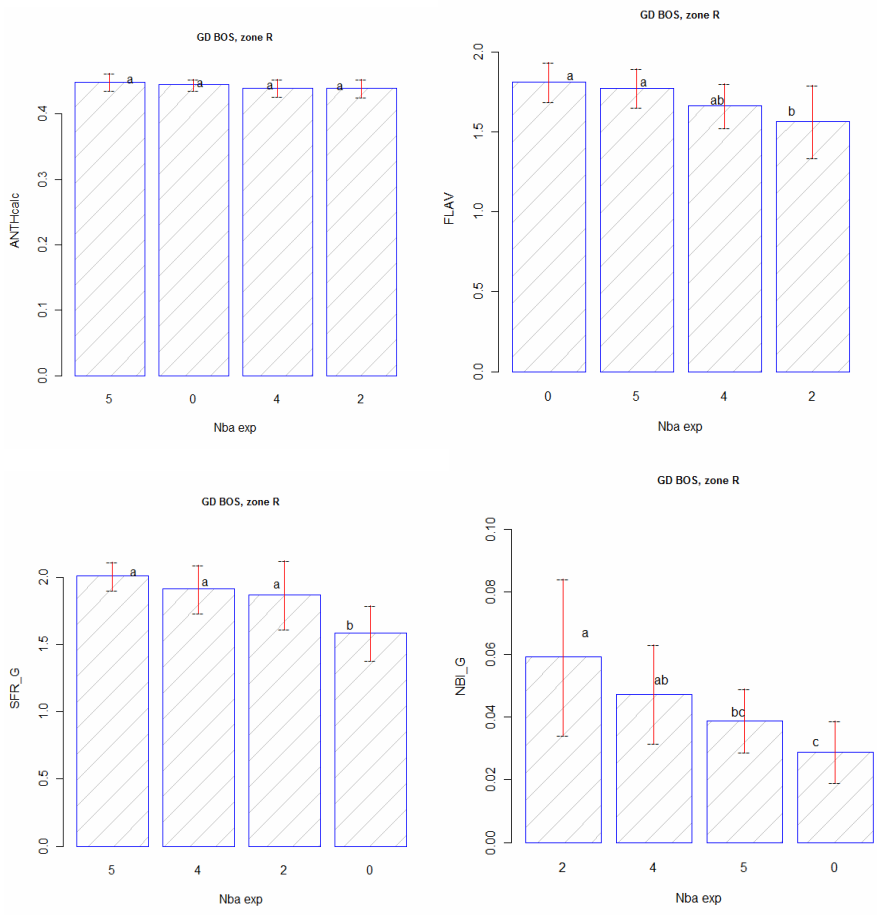 GD BOS, zone R
ANTHcalc
0.4
0.3
0.2
0.1
0.0
a a a a
5 0 4 2
Nba exp
GD BOS, zone R
FLAV
2.0
1.5
1.0
0.5
0.0
a a ab b
0 5 4 2
Nba exp
GD BOS, zone R
SFR_G
2.0
1.5
1.0
0.5
0.0
a a a b
5 4 2 0
Nba exp
GD BOS, zone R
NBI_G
0.10
0.08
0.06
0.04
0.02
0.00
a ab bc c
2 4 5 0
Nba exp